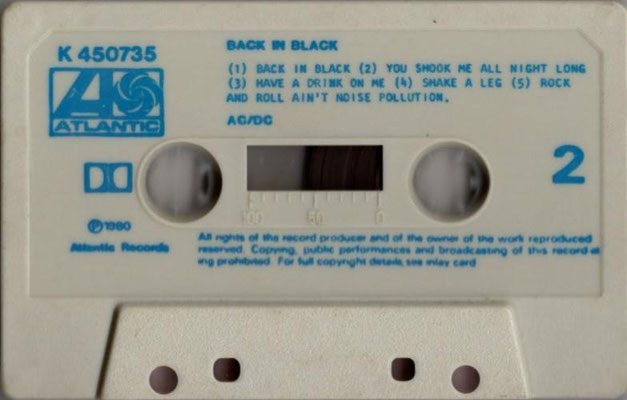 K 450735
BACK IN BLACK
(1) BACK IN BLACK (2) YOU SHOOK ME ALL NIGHT LONG
(3) HAVE A DRINK ON ME (4) SHAKE A LEG (5) ROCK
AND ROLL AIN'T NOISE POLLUTION.
AC/DC
ATLANTIC
2
100 50 0
℗1980
Atlantic Records
All rights of the record producer and of the owner of the work reproduced
reserved. Copying, public performances and broadcasting of this record
ing prohibited. For full copyright details, see inlay card